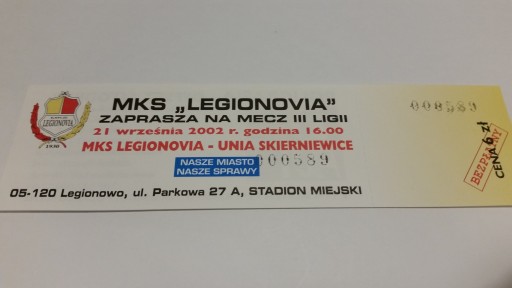 LEGIONOVIA
1930
MKS „LEGIONOVIA”
ZAPRASZA NA MECZ III LIGII
21 września 2002 r. godzina 16.00
MKS LEGIONOVIA - UNIA SKIERNIEWICE
NASZE MIASTO
NASZE SPRAWY
000589
05-120 Legionowo, ul. Parkowa 27 A, STADION MIEJSKI
000589
BEZPŁATNY
CENA 6 zł